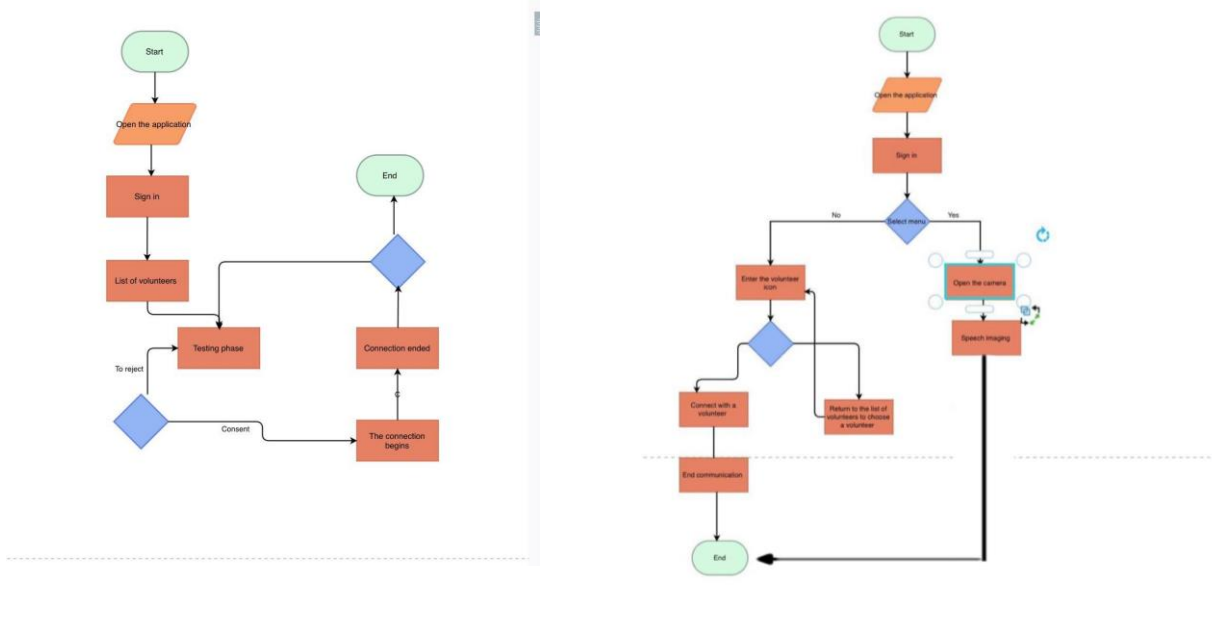 Start
Open the application
Sign in
List of volunteers
Testing phase
To reject
Consent
The connection
begins
C
Connection ended
End
Start
Open the application
Sign in
Select menu
No
Yes
Enter the volunteer
icon
Open the camera
Speech imaging
Connect with a
volunteer
Return to the list of
volunteers to choose
a volunteer
End communication
End